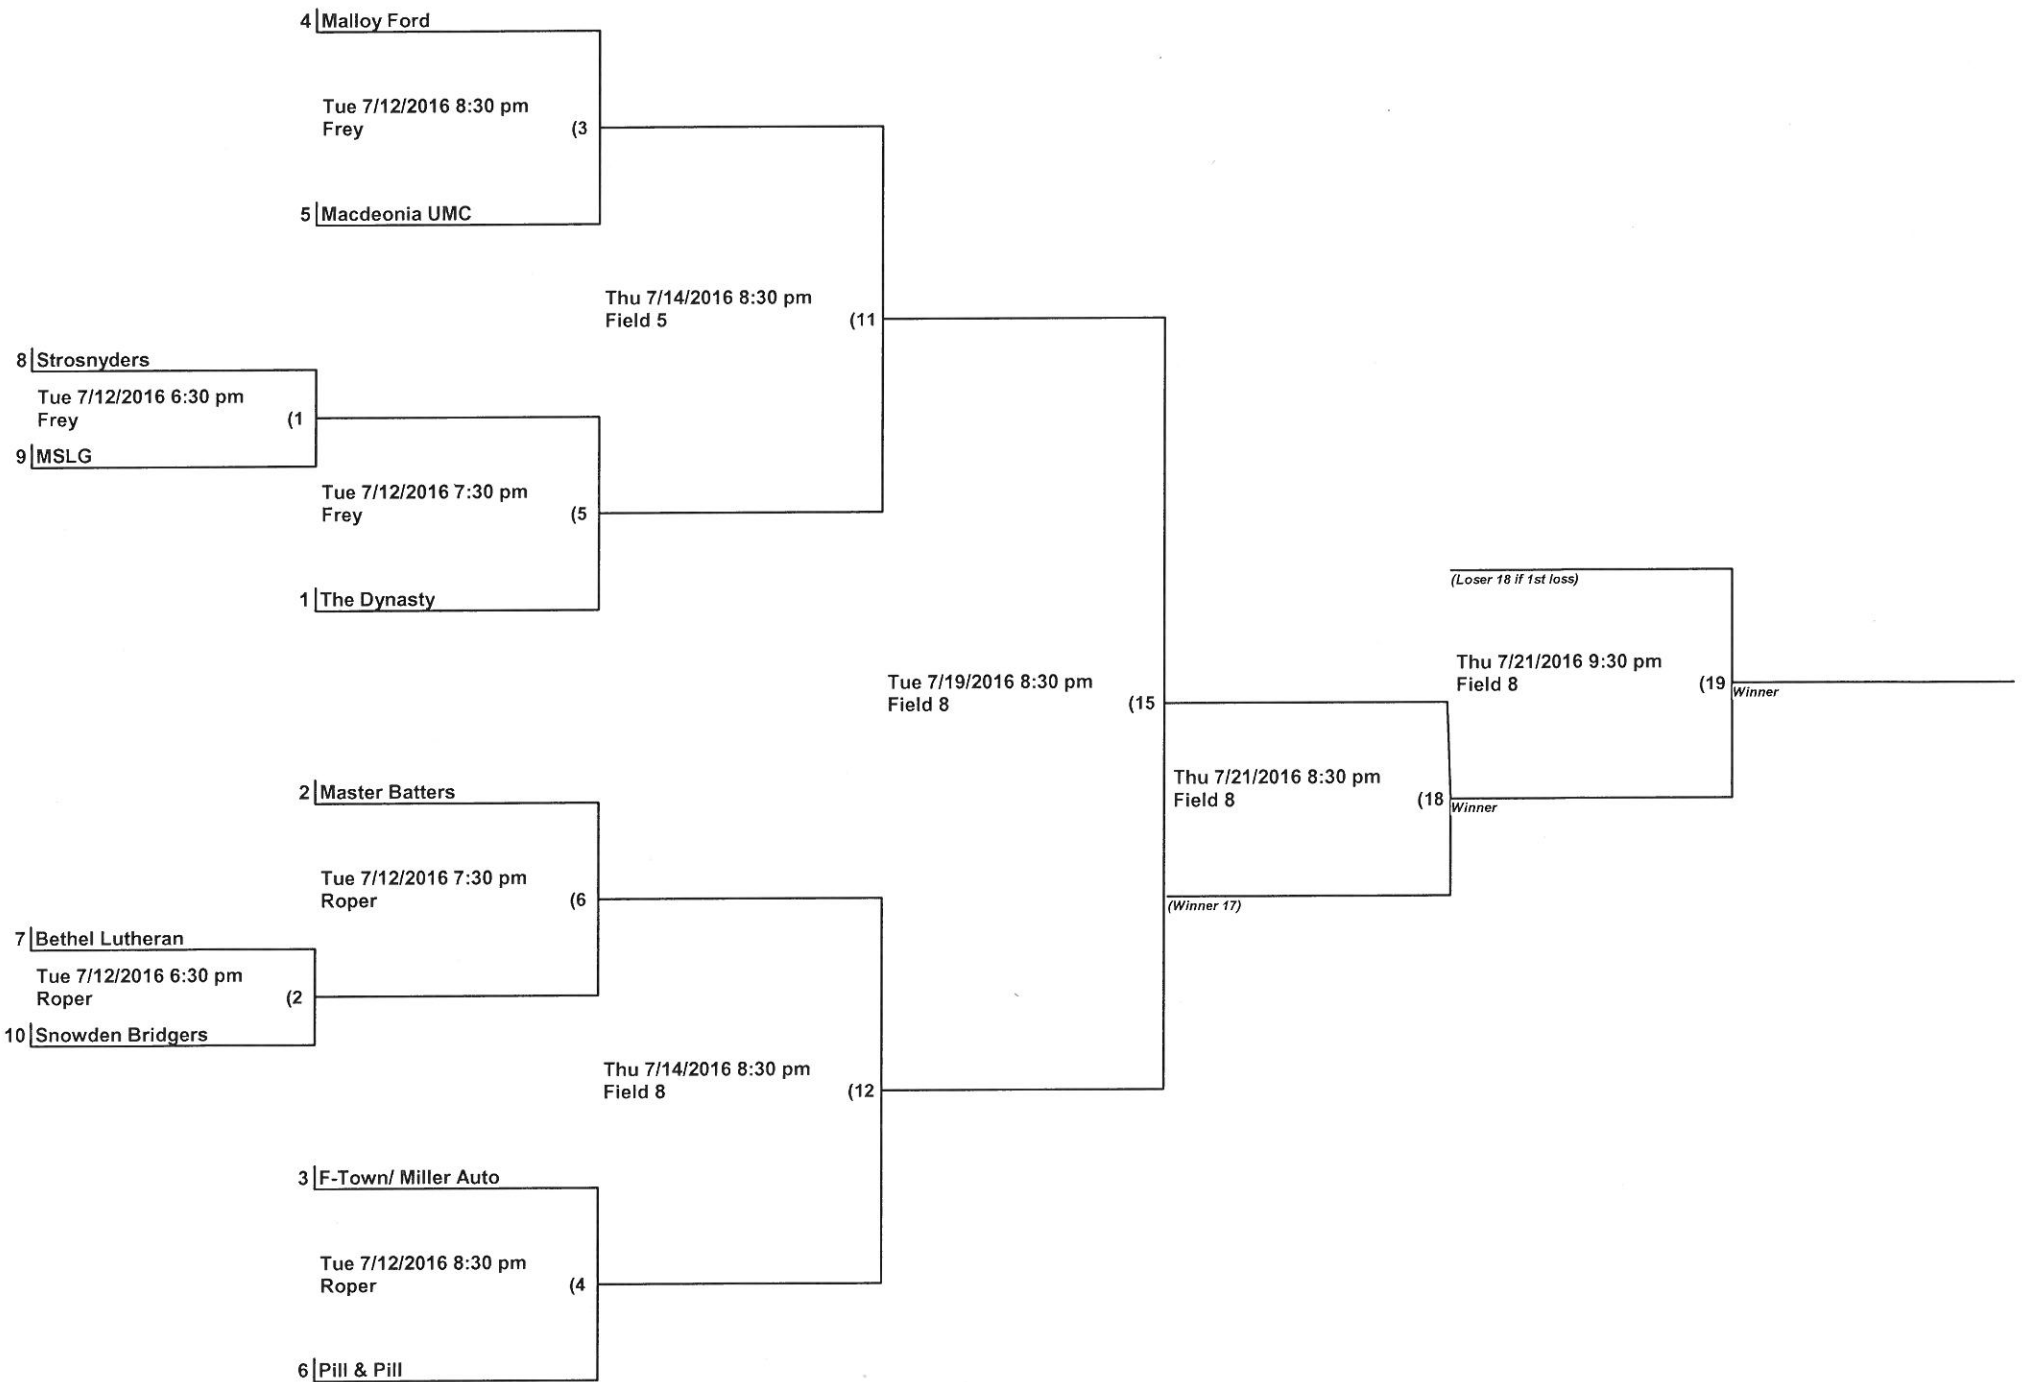 4 Malloy Ford
Tue 7/12/2016 8:30 pm
Frey (3
5 Macdeonia UMC
Thu 7/14/2016 8:30 pm
Field 5 (11
8 Strosnyders
Tue 7/12/2016 6:30 pm
Frey (1
9 MSLG
Tue 7/12/2016 7:30 pm
Frey (5
1 The Dynasty
(Loser 18 if 1st loss)
Thu 7/21/2016 9:30 pm
Field 8 (19 Winner
Tue 7/19/2016 8:30 pm
Field 8 (15
Thu 7/21/2016 8:30 pm
Field 8 (18 Winner
(Winner 17)
2 Master Batters
Tue 7/12/2016 7:30 pm
Roper (6
7 Bethel Lutheran
Tue 7/12/2016 6:30 pm
Roper (2
10 Snowden Bridgers
Thu 7/14/2016 8:30 pm
Field 8 (12
3 F-Town/ Miller Auto
Tue 7/12/2016 8:30 pm
Roper (4
6 Pill & Pill